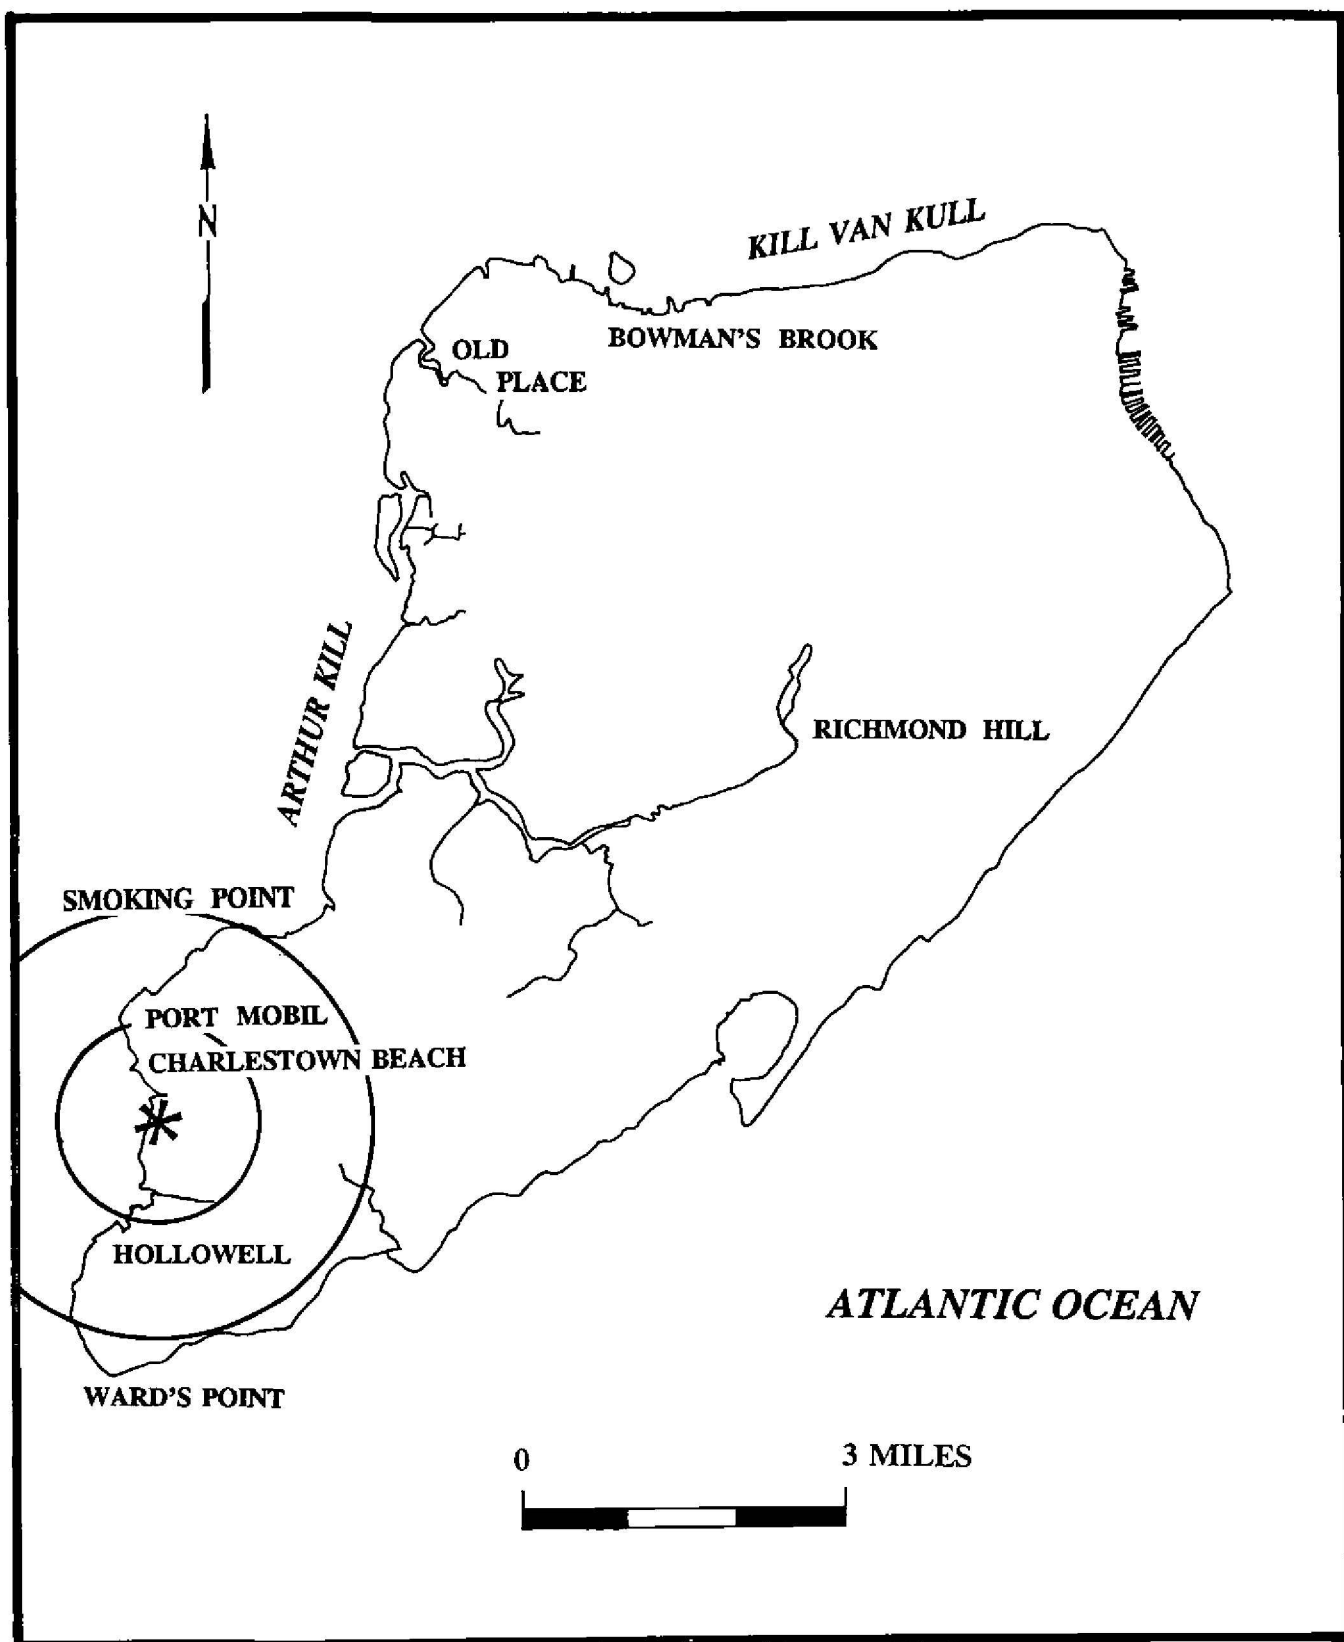 N
KILL VAN KULL
OLD
PLACE
BOWMAN'S BROOK
ARTHUR KILL
RICHMOND HILL
SMOKING POINT
PORT MOBIL
CHARLESTOWN BEACH
HOLLOWELL
ATLANTIC OCEAN
WARD'S POINT
0
3 MILES